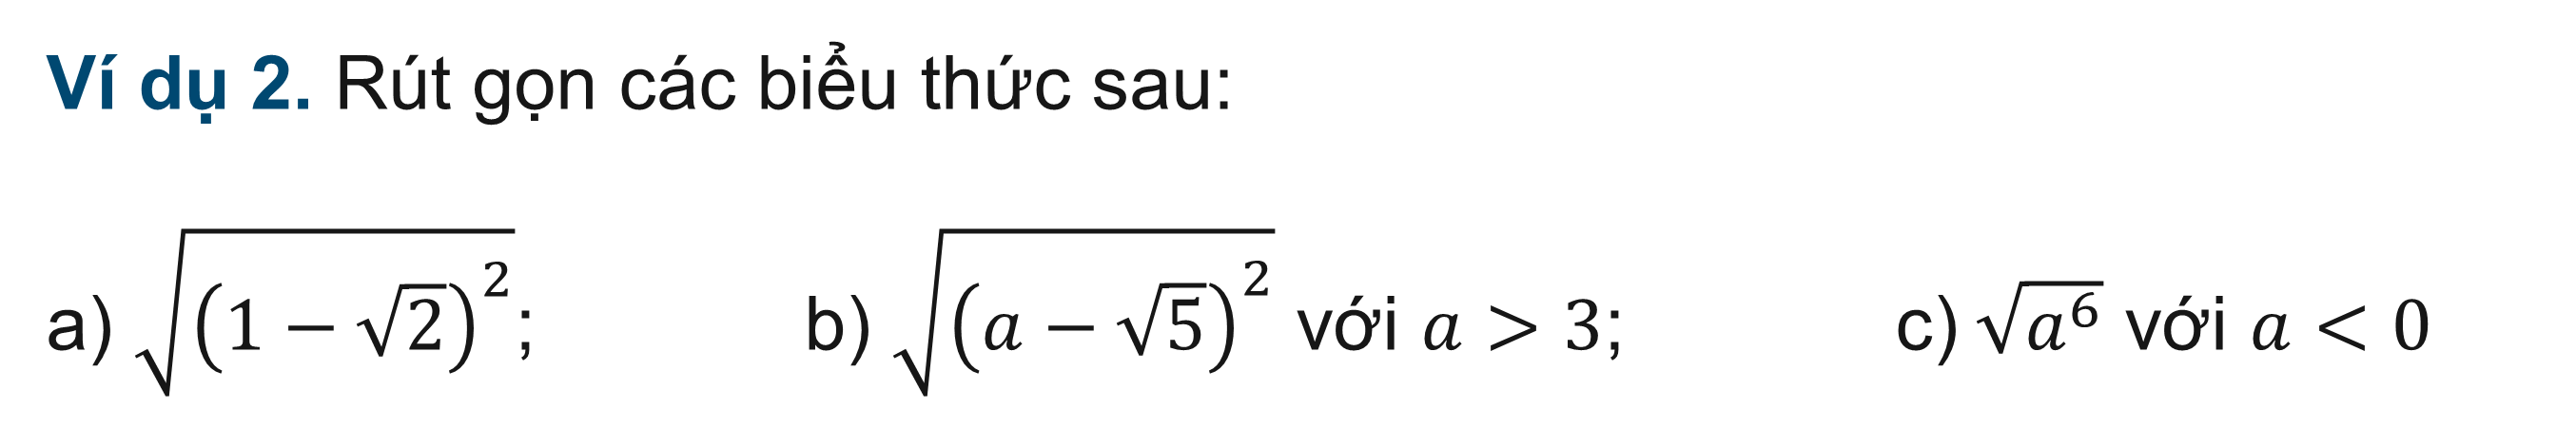 Ví dụ 2. Rút gọn các biểu thức sau:
a) √(1 − √2)²; b) √(a − √5)² với a > 3; c) √a⁶ với a < 0